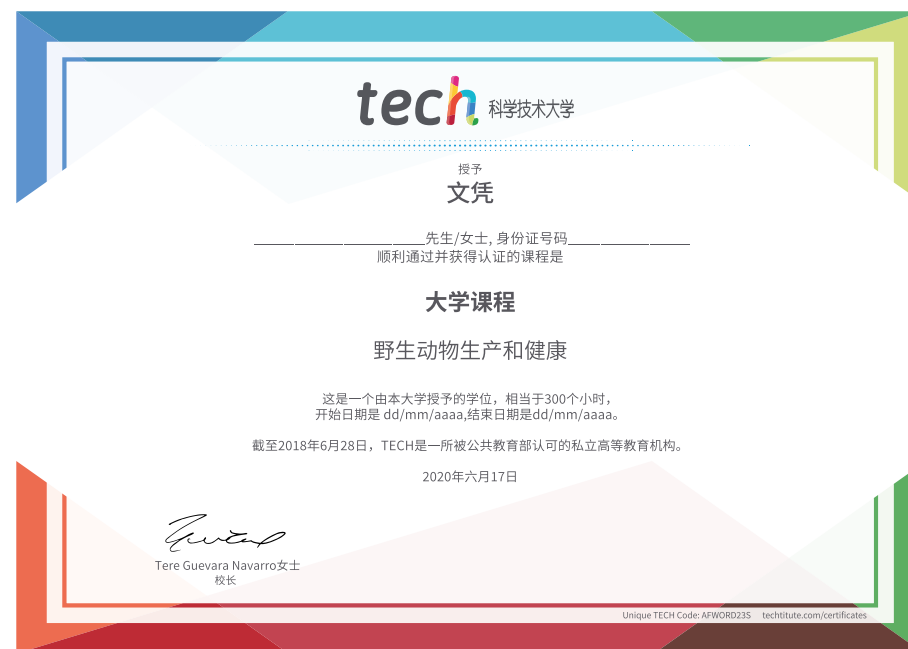 tech 科学技术大学
授予
文凭
____________________先生/女士, 身份证号码______________
顺利通过并获得认证的课程是
大学课程
野生动物生产和健康
这是一个由本大学授予的学位，相当于300个小时，
开始日期是 dd/mm/aaaa,结束日期是dd/mm/aaaa。
截至2018年6月28日，TECH是一所被公共教育部认可的私立高等教育机构。
2020年六月17日
Tere Guevara Navarro女士
校长
Unique TECH Code: AFWORD23S techtitute.com/certificates